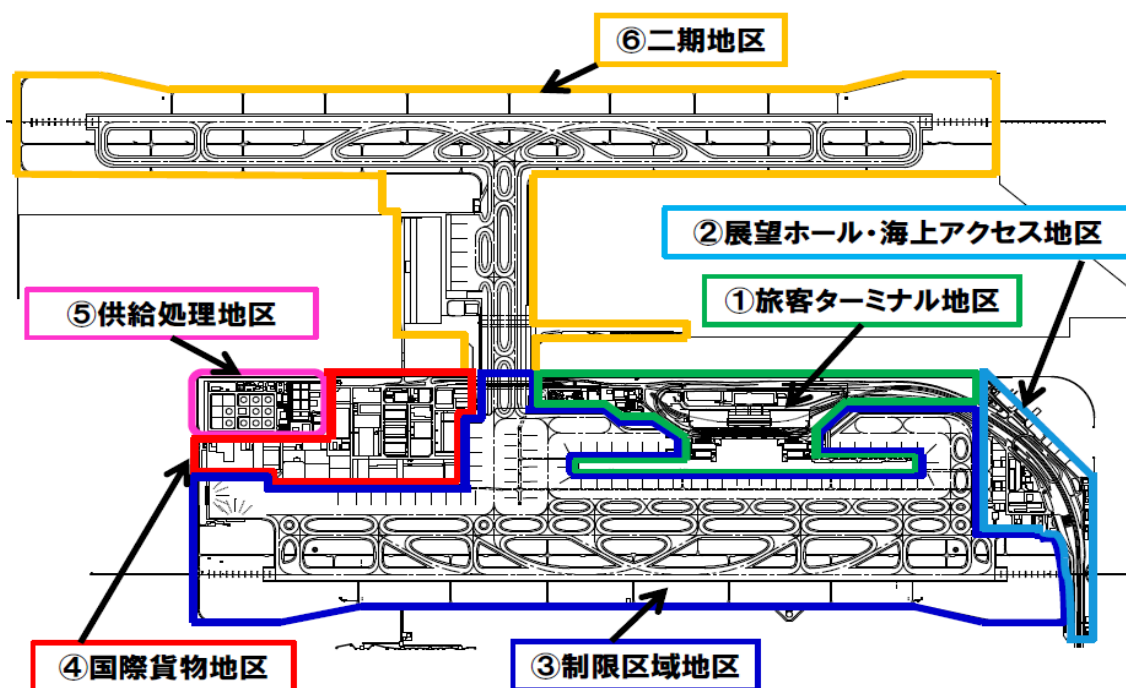 ⑥二期地区
②展望ホール・海上アクセス地区
①旅客ターミナル地区
⑤供給処理地区
④国際貨物地区
③制限区域地区